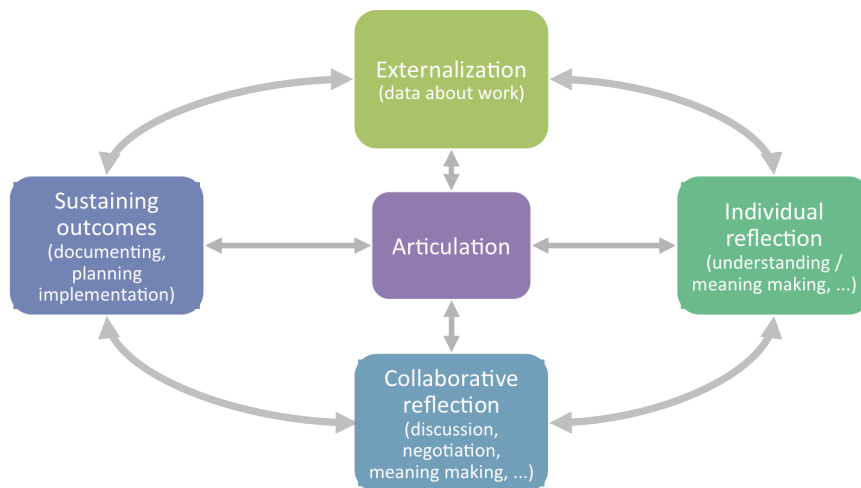 Externalization
(data about work)
Sustaining
outcomes
(documenting,
planning
implementation)
Articulation
Individual
reflection
(understanding /
meaning making, ...)
Collaborative
reflection
(discussion,
negotiation,
meaning making, ...)